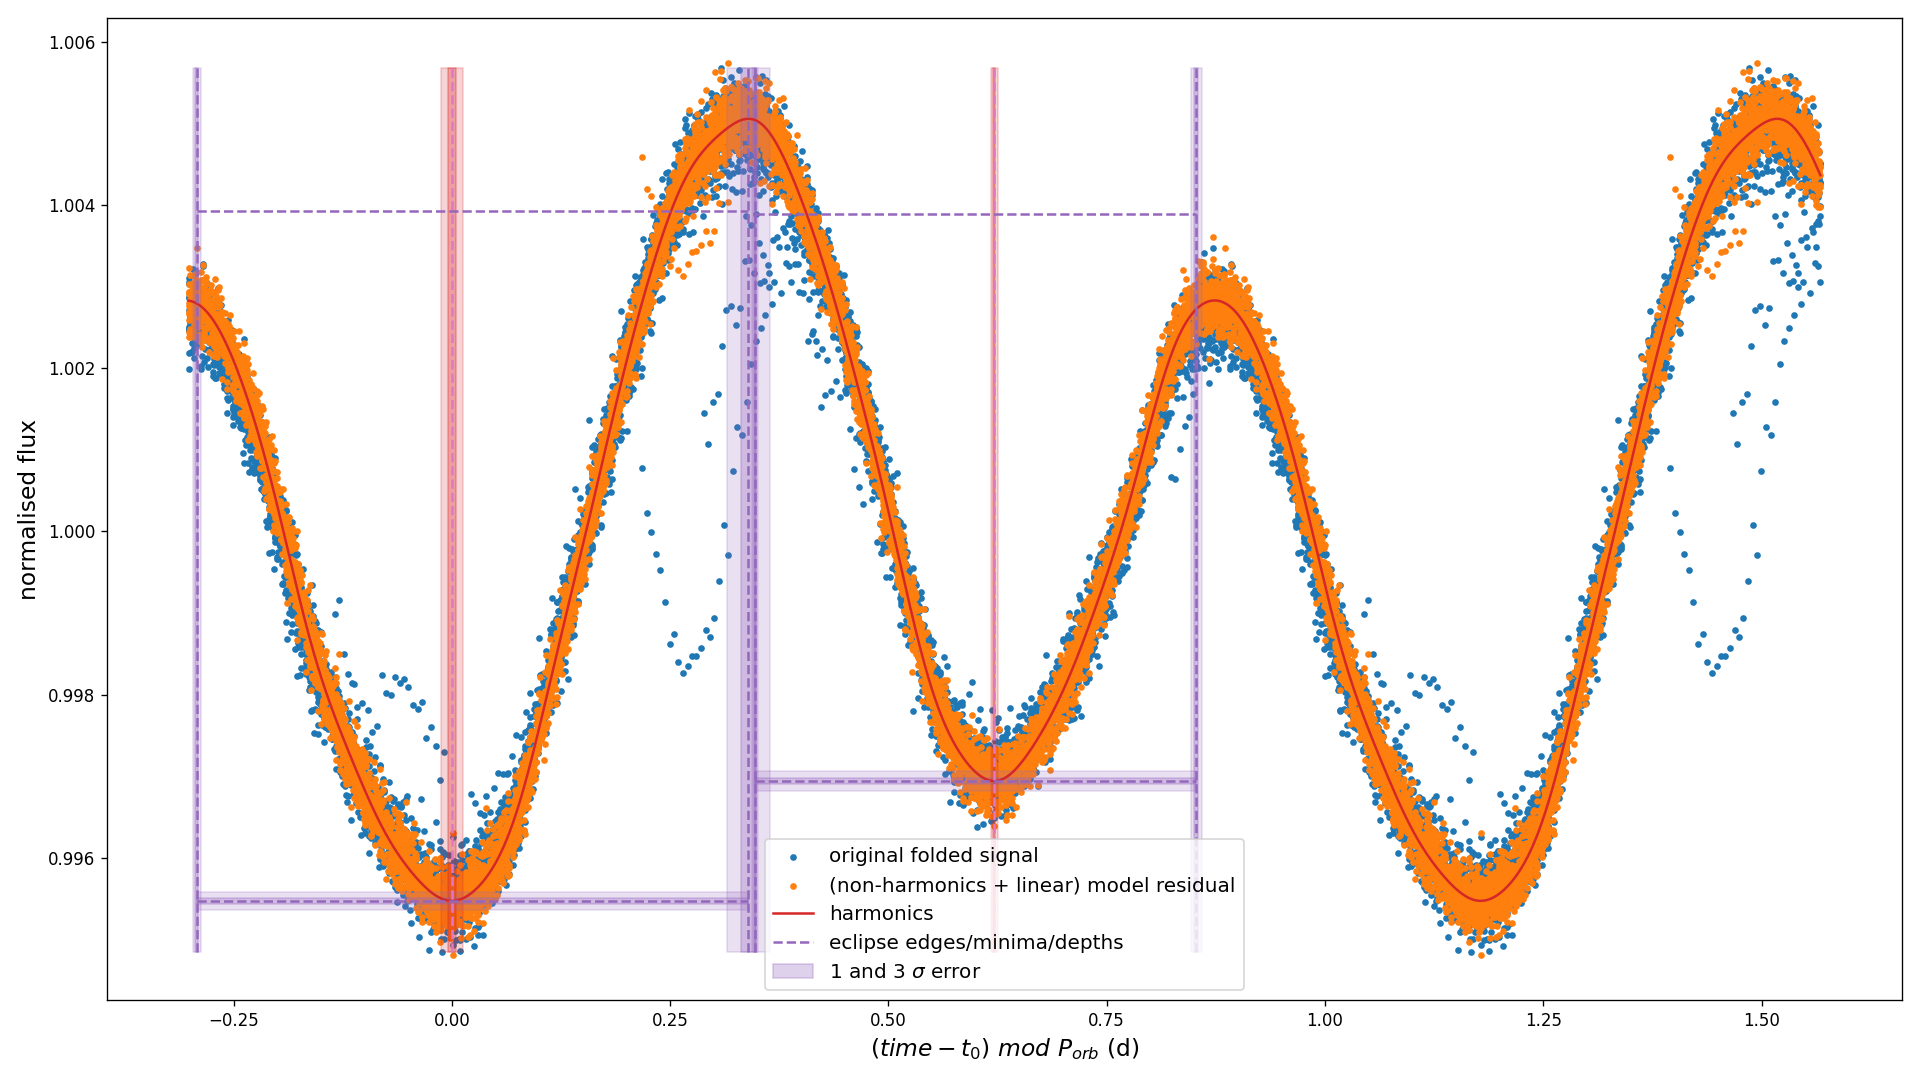 1.006
1.004
1.002
1.000
0.998
0.996
normalised flux
original folded signal
(non-harmonics + linear) model residual
harmonics
eclipse edges/minima/depths
1 and 3 σ error
−0.25 0.00 0.25 0.50 0.75 1.00 1.25 1.50
(time − t₀) mod Pₒᵣb (d)